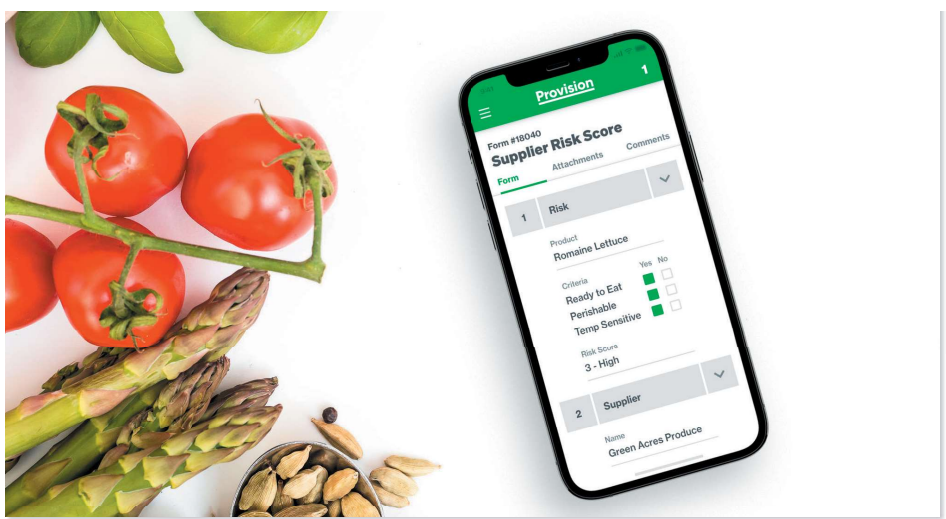 Provision
1
Form #18040
Supplier Risk Score
Form Attachments Comments
1 Risk
Product
Romaine Lettuce
Criteria Yes No
Ready to Eat
Perishable
Temp Sensitive
Risk Score
3 - High
2 Supplier
Name
Green Acres Produce